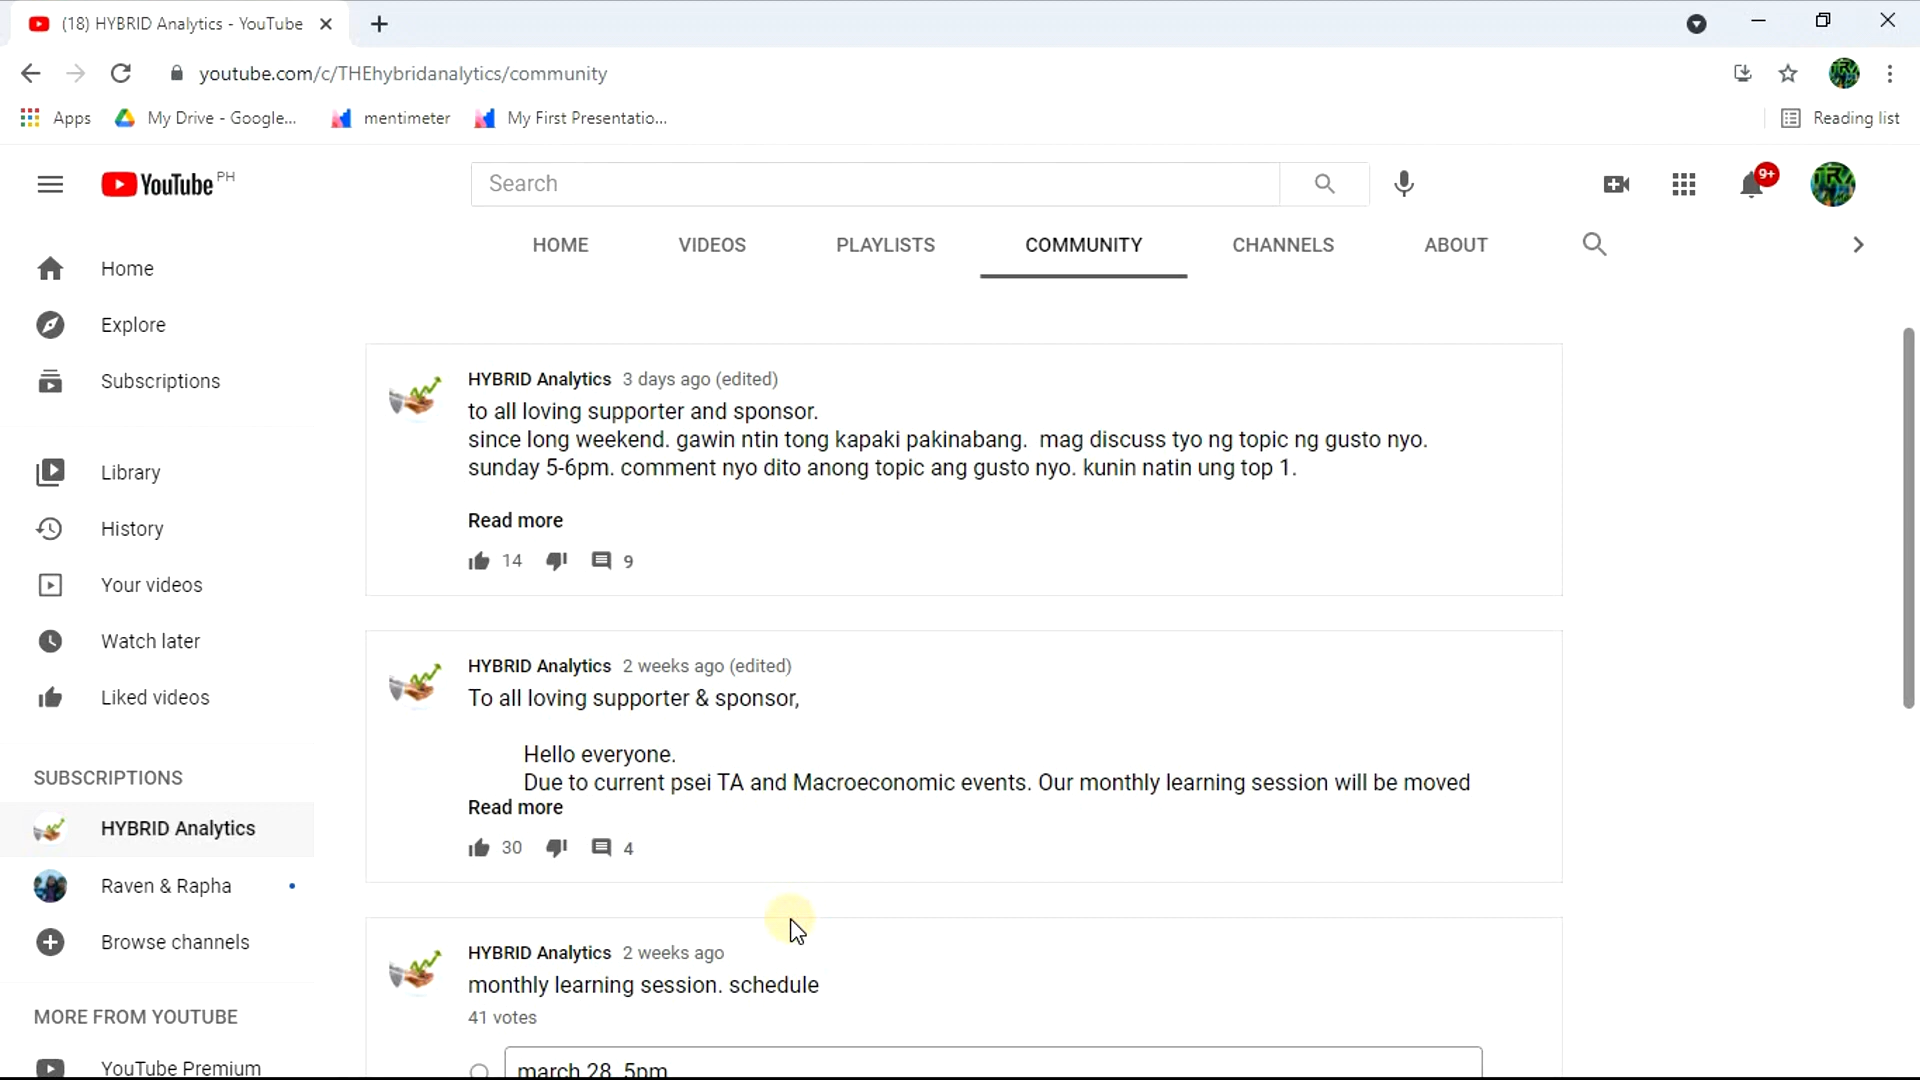 (18) HYBRID Analytics - YouTube
youtube.com/c/THEhybridanalytics/community
Apps
My Drive - Google...
mentimeter
My First Presentatio...
Reading list
YouTube PH
Search
9+
HOME
VIDEOS
PLAYLISTS
COMMUNITY
CHANNELS
ABOUT
Home
Explore
Subscriptions
Library
History
Your videos
Watch later
Liked videos
SUBSCRIPTIONS
HYBRID Analytics
Raven & Rapha
Browse channels
MORE FROM YOUTUBE
YouTube Premium
HYBRID Analytics 3 days ago (edited)
to all loving supporter and sponsor.
since long weekend. gawin ntin tong kapaki pakinabang. mag discuss tyo ng topic ng gusto nyo.
sunday 5-6pm. comment nyo dito anong topic ang gusto nyo. kunin natin ung top 1.
Read more
14
9
HYBRID Analytics 2 weeks ago (edited)
To all loving supporter & sponsor,
Hello everyone.
Due to current psei TA and Macroeconomic events. Our monthly learning session will be moved
Read more
30
4
HYBRID Analytics 2 weeks ago
monthly learning session. schedule
41 votes
march 28, 5pm